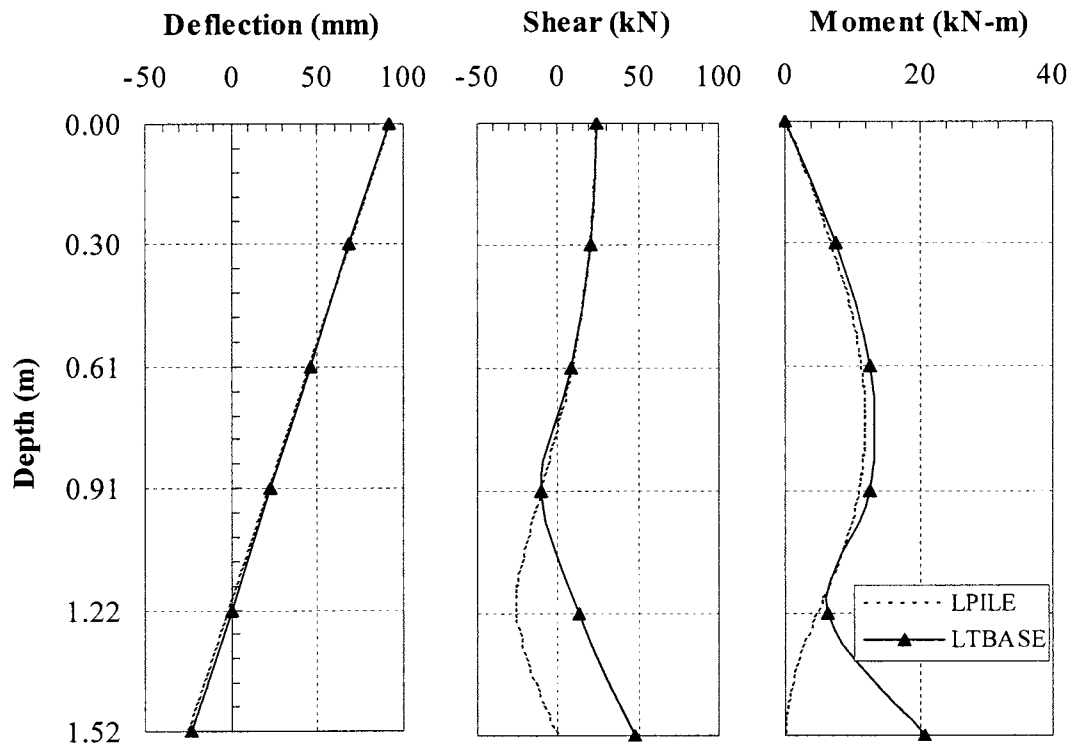 Deflection (mm) Shear (kN) Moment (kN-m)
-50 0 50 100 -50 0 50 100 0 20 40
0.00
0.30
0.61
0.91
1.22
1.52
Depth (m)
LPILE
LTBASE